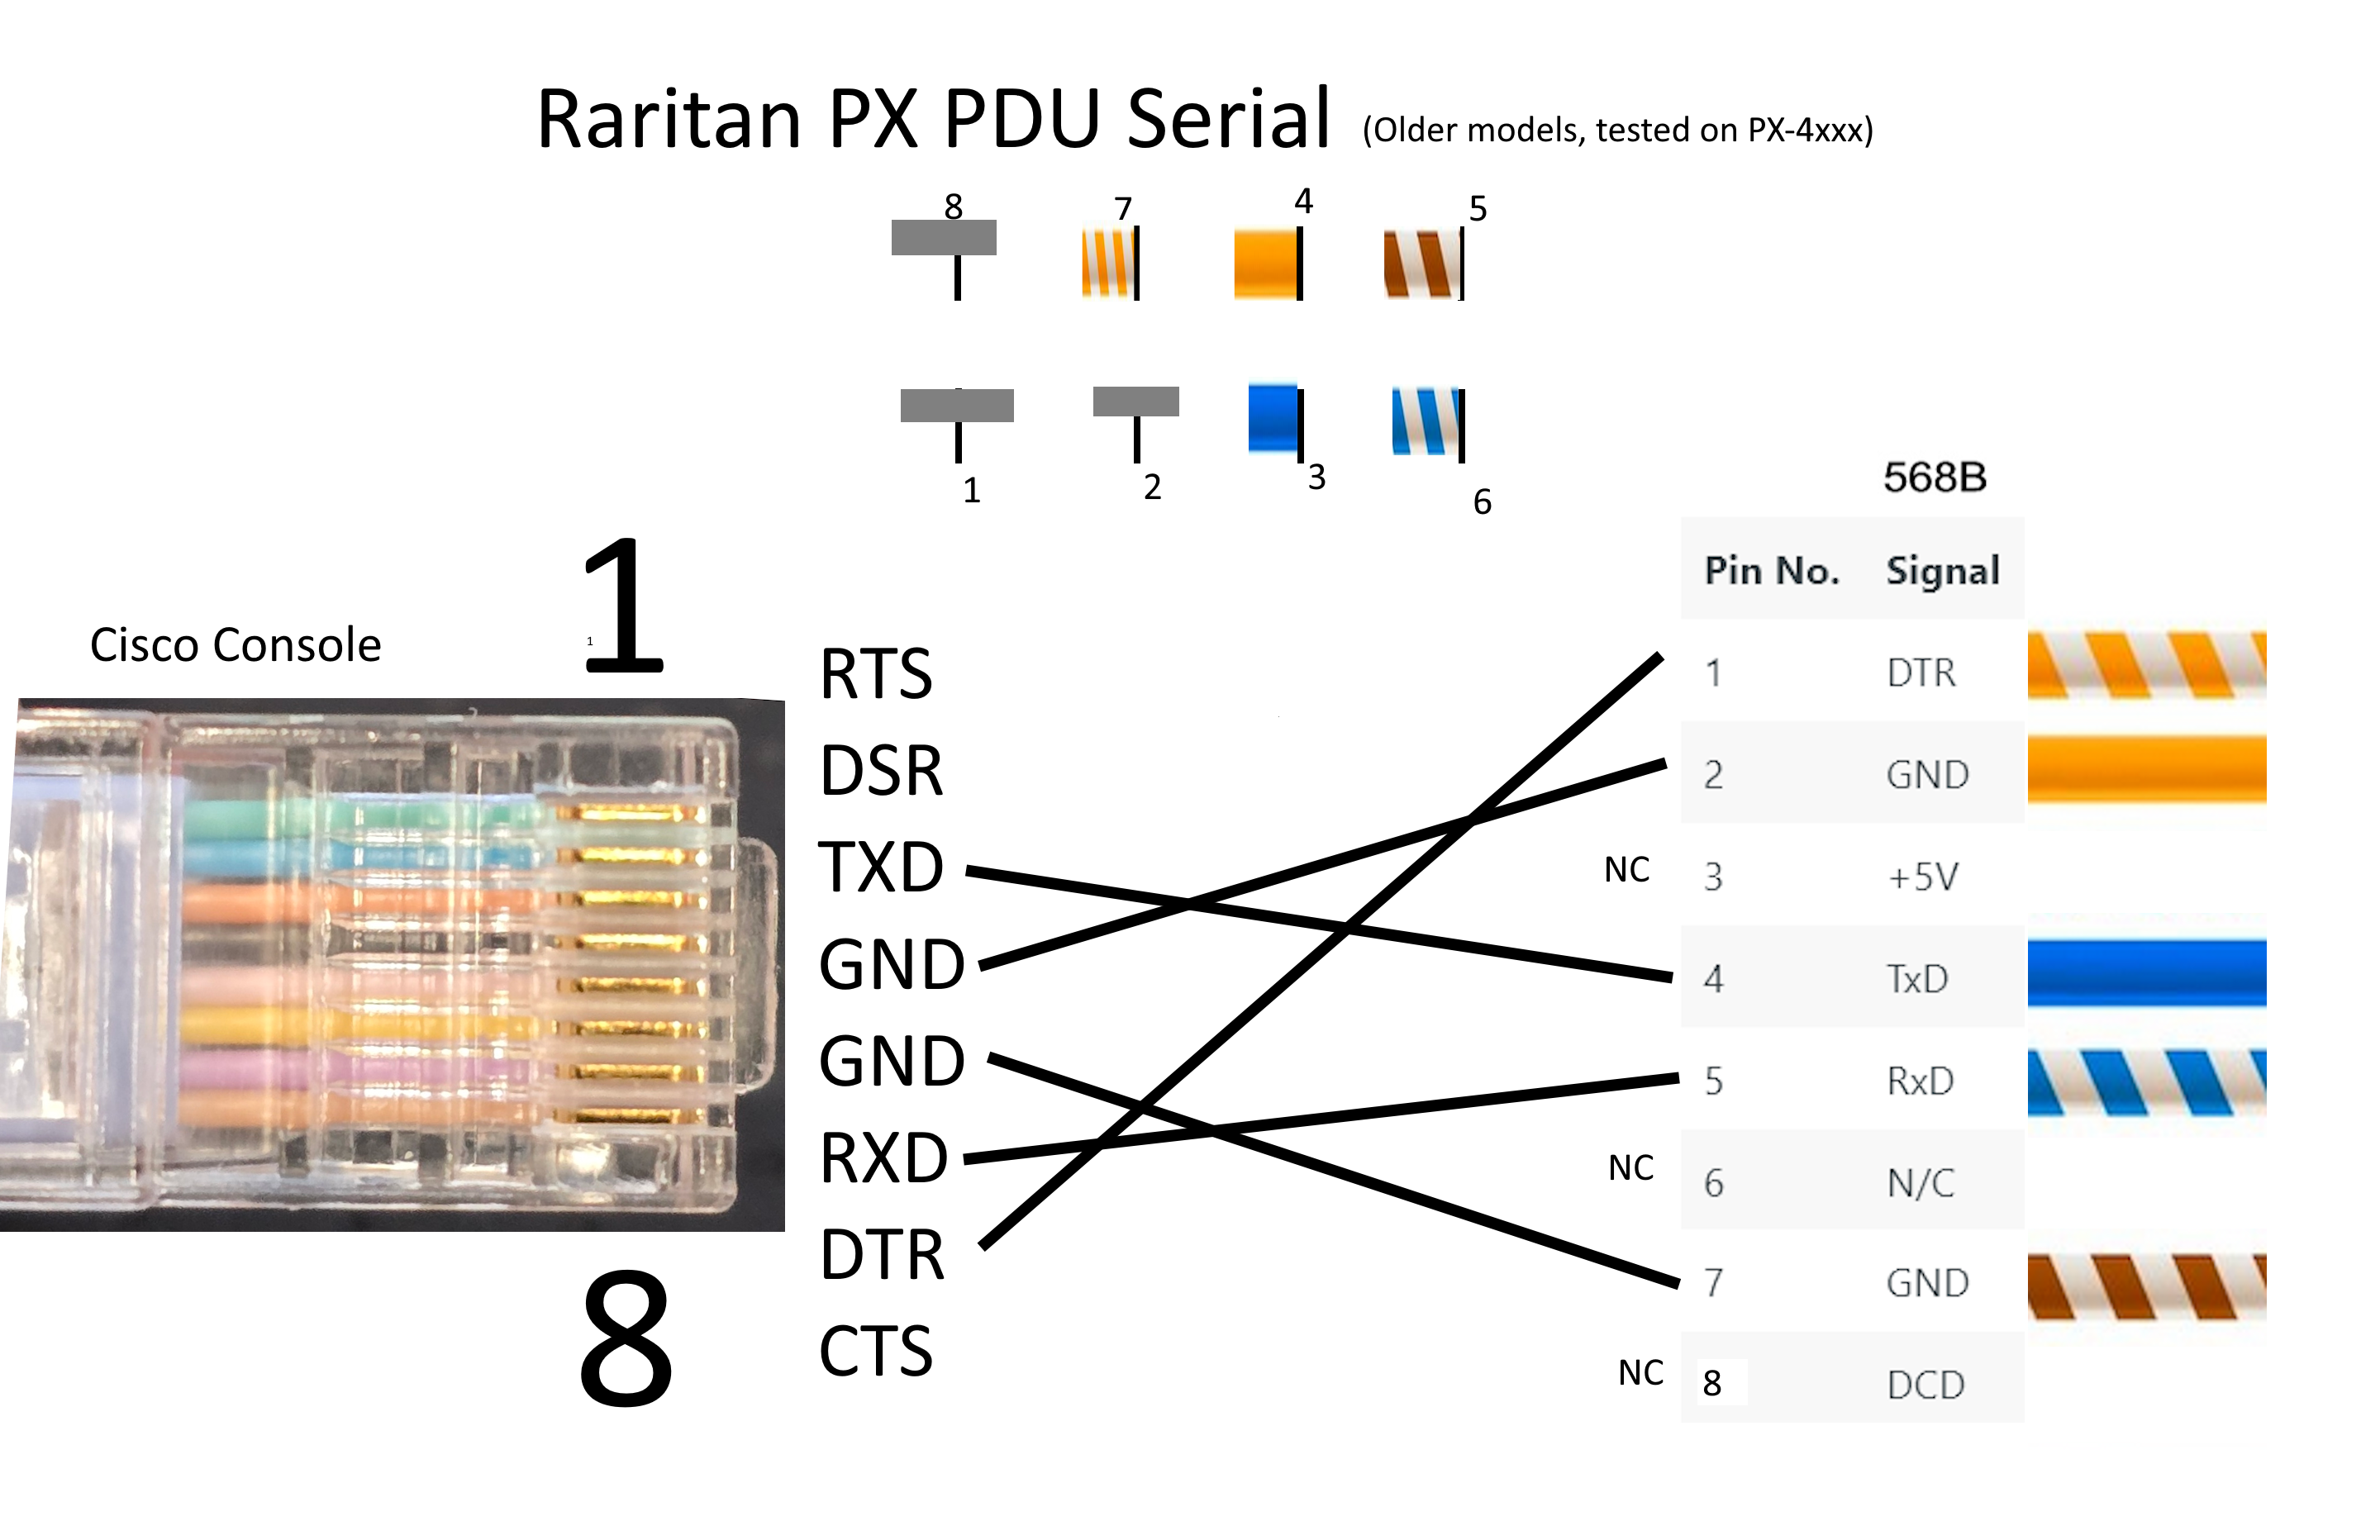 Raritan PX PDU Serial (Older models, tested on PX-4xxx)
8 7 4 5
1 2 3 6
568B
Pin No. Signal
Cisco Console
1
1
RTS
DSR
TXD
GND
GND
RXD
DTR
CTS
8
1 DTR
2 GND
NC 3 +5V
4 TxD
5 RxD
NC 6 N/C
7 GND
NC 8 DCD